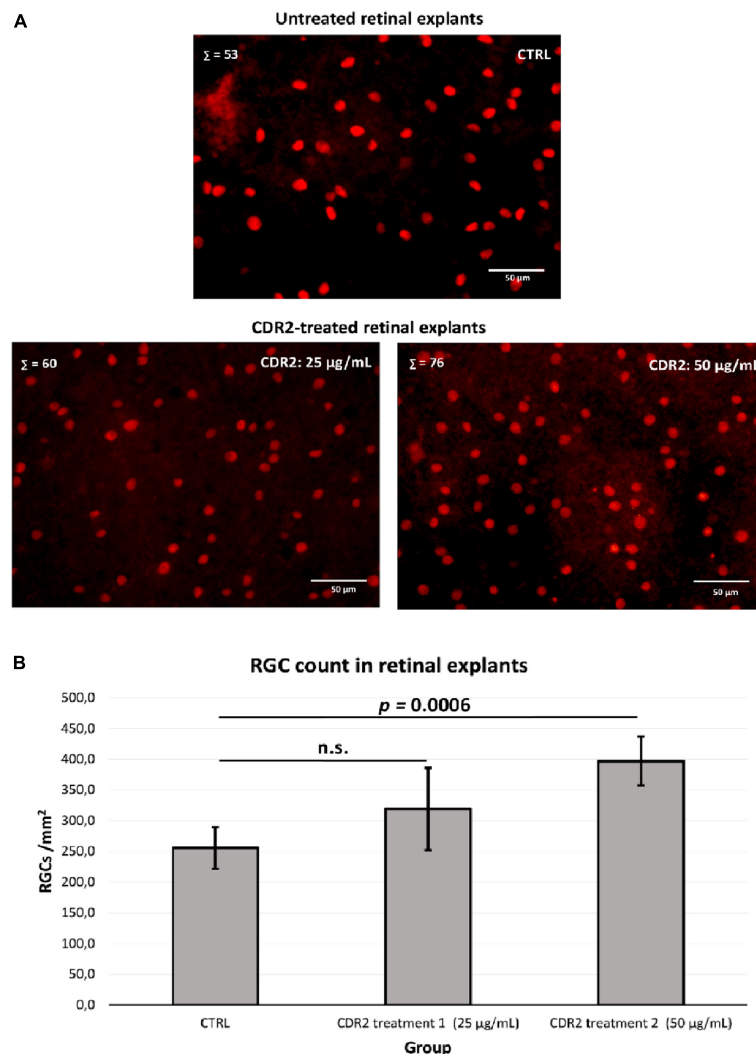 A
Untreated retinal explants
Σ = 53
CTRL
50 µm
CDR2-treated retinal explants
Σ = 60
CDR2: 25 µg/mL
50 µm
Σ = 76
CDR2: 50 µg/mL
50 µm
B
RGC count in retinal explants
500,0
450,0
400,0
350,0
300,0
250,0
200,0
150,0
100,0
50,0
0,0
RGCs /mm²
p = 0.0006
n.s.
CTRL
CDR2 treatment 1 (25 µg/mL)
CDR2 treatment 2 (50 µg/mL)
Group